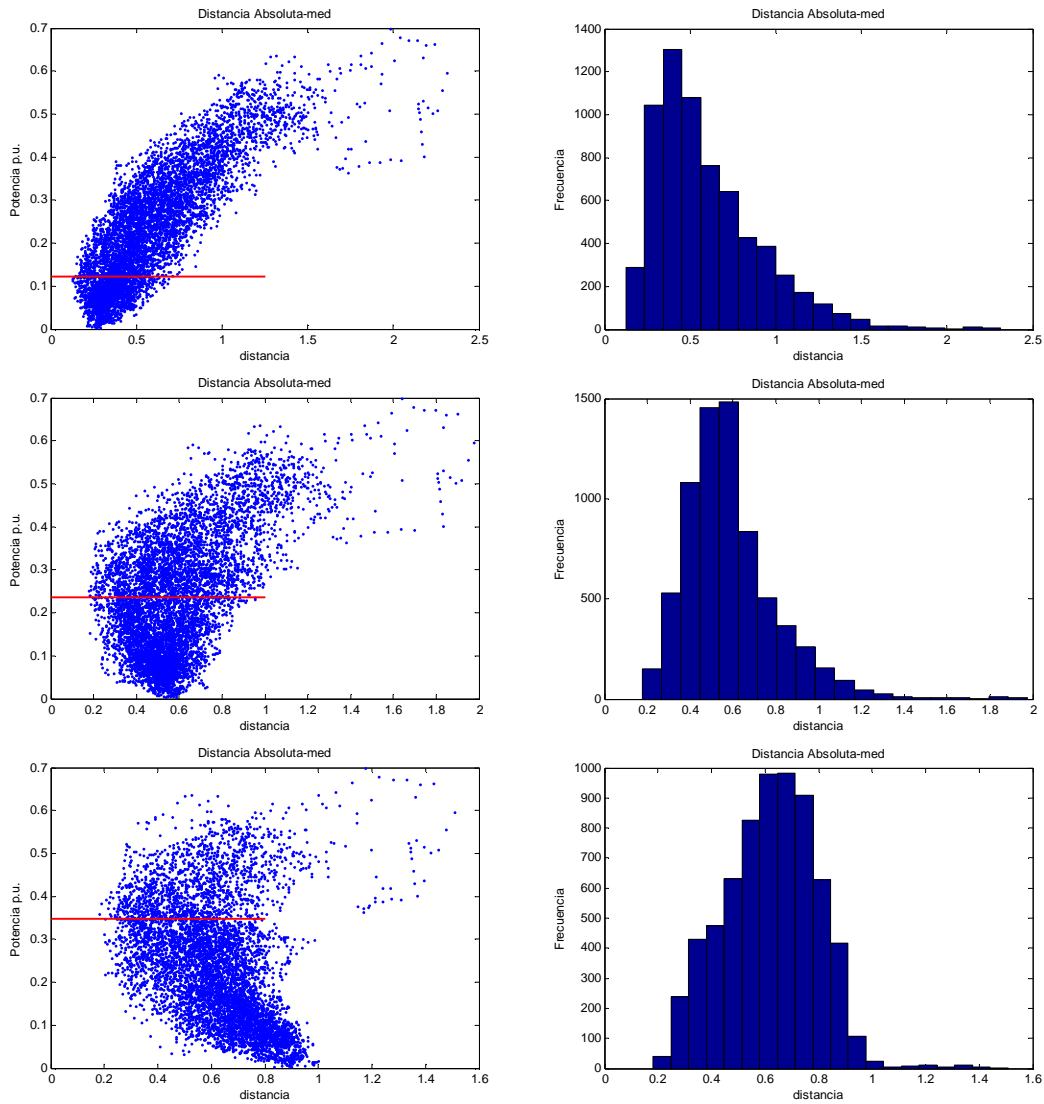 Distancia Absoluta-med
Potencia p.u.
0.7
0.6
0.5
0.4
0.3
0.2
0.1
0
0 0.5 1 1.5 2 2.5
distancia
Distancia Absoluta-med
Frecuencia
1400
1200
1000
800
600
400
200
0
0 0.5 1 1.5 2 2.5
distancia
Distancia Absoluta-med
Potencia p.u.
0.7
0.6
0.5
0.4
0.3
0.2
0.1
0
0 0.2 0.4 0.6 0.8 1 1.2 1.4 1.6 1.8 2
distancia
Distancia Absoluta-med
Frecuencia
1500
1000
500
0
0 0.2 0.4 0.6 0.8 1 1.2 1.4 1.6 1.8 2
distancia
Distancia Absoluta-med
Potencia p.u.
0.7
0.6
0.5
0.4
0.3
0.2
0.1
0
0 0.2 0.4 0.6 0.8 1 1.2 1.4 1.6
distancia
Distancia Absoluta-med
Frecuencia
1000
900
800
700
600
500
400
300
200
100
0
0 0.2 0.4 0.6 0.8 1 1.2 1.4 1.6
distancia